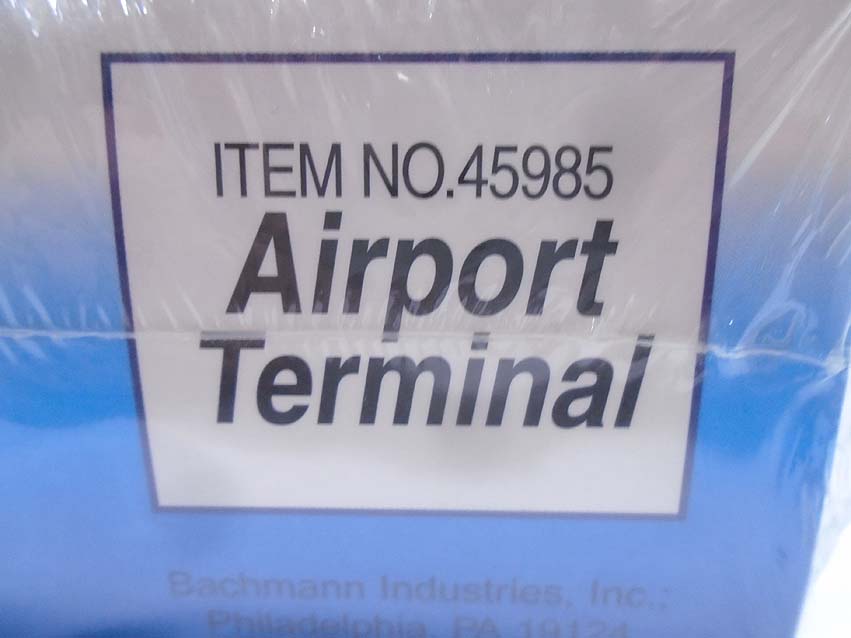 ITEM NO.45985
Airport
Terminal
Bachmann Industries, Inc.;
Philadelphia, PA 19124